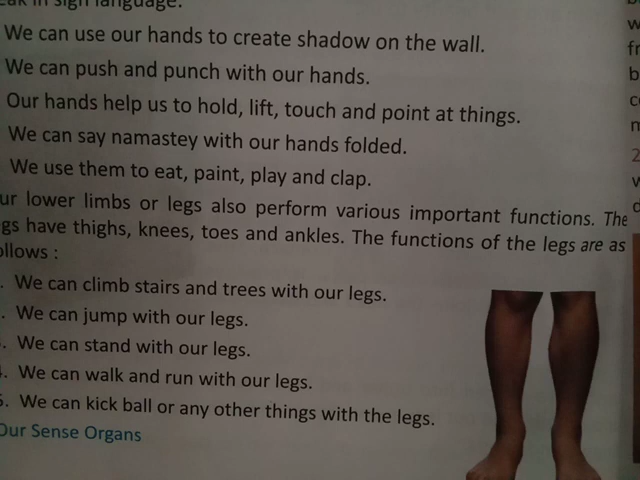 eak in sign language.
We can use our hands to create shadow on the wall.
We can push and punch with our hands.
Our hands help us to hold, lift, touch and point at things.
We can say namastey with our hands folded.
We use them to eat, paint, play and clap.
ur lower limbs or legs also perform various important functions. The
gs have thighs, knees, toes and ankles. The functions of the legs are as
ollows :
. We can climb stairs and trees with our legs.
. We can jump with our legs.
. We can stand with our legs.
. We can walk and run with our legs.
5. We can kick ball or any other things with the legs.
Our Sense Organs